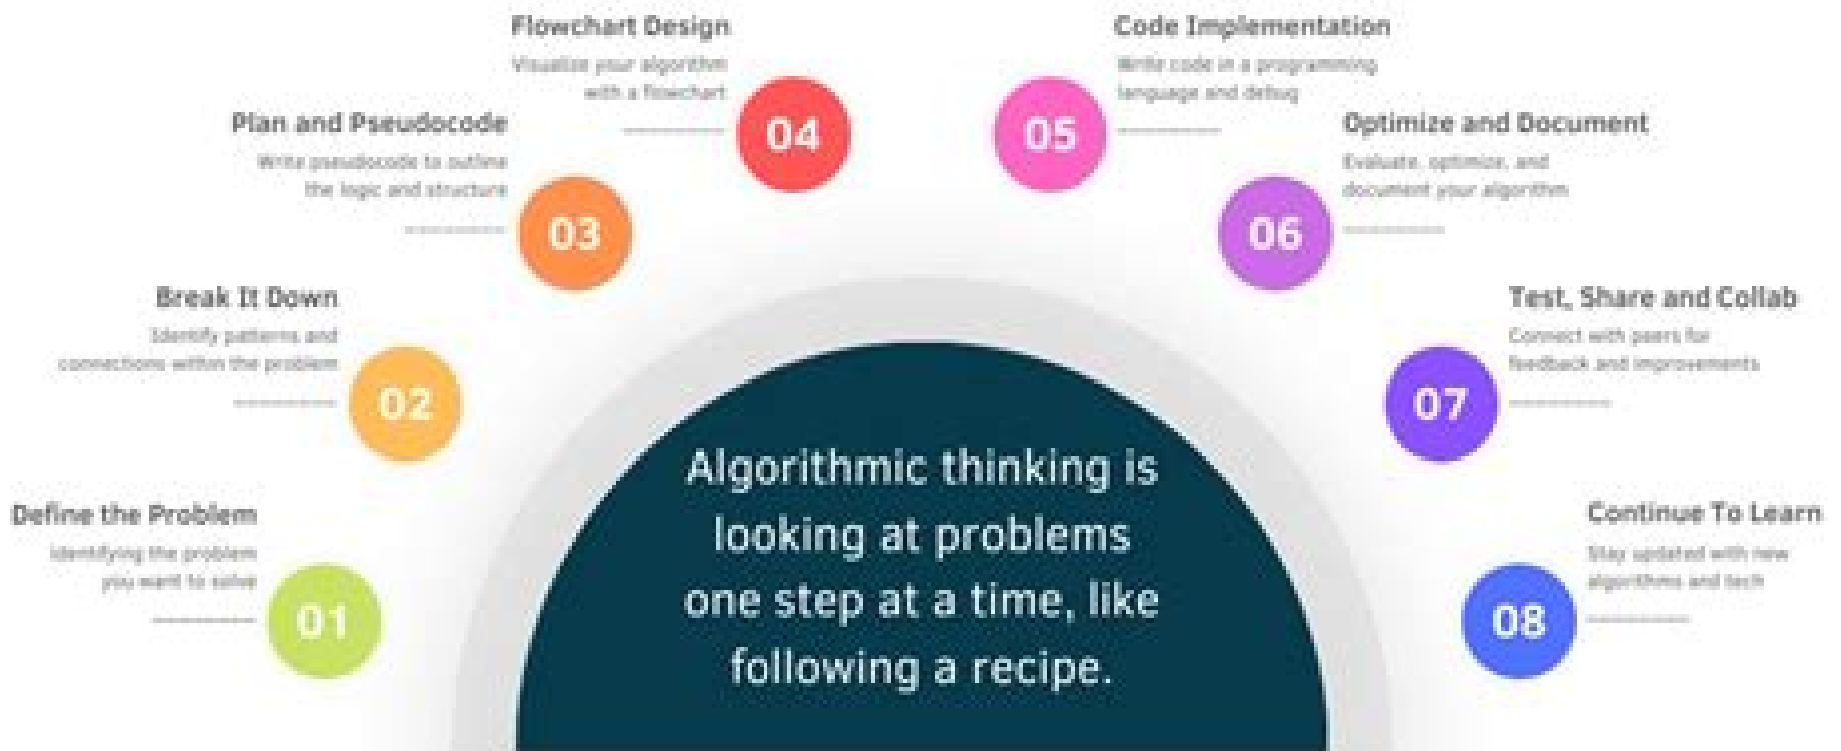 Flowchart Design
Visualize your algorithm
with a flowchart
04
Code Implementation
Write code in a programming
language and debug
05
Plan and Pseudocode
Write pseudocode to outline
the logic and structure
03
Optimize and Document
Evaluate, optimize, and
document your algorithm
06
Break It Down
Identify patterns and
connections within the problem
02
Test, Share and Collab
Connect with peers for
feedback and improvements
07
Define the Problem
Identifying the problem
you want to solve
01
Continue To Learn
Stay updated with new
algorithms and tech
08
Algorithmic thinking is
looking at problems
one step at a time, like
following a recipe.